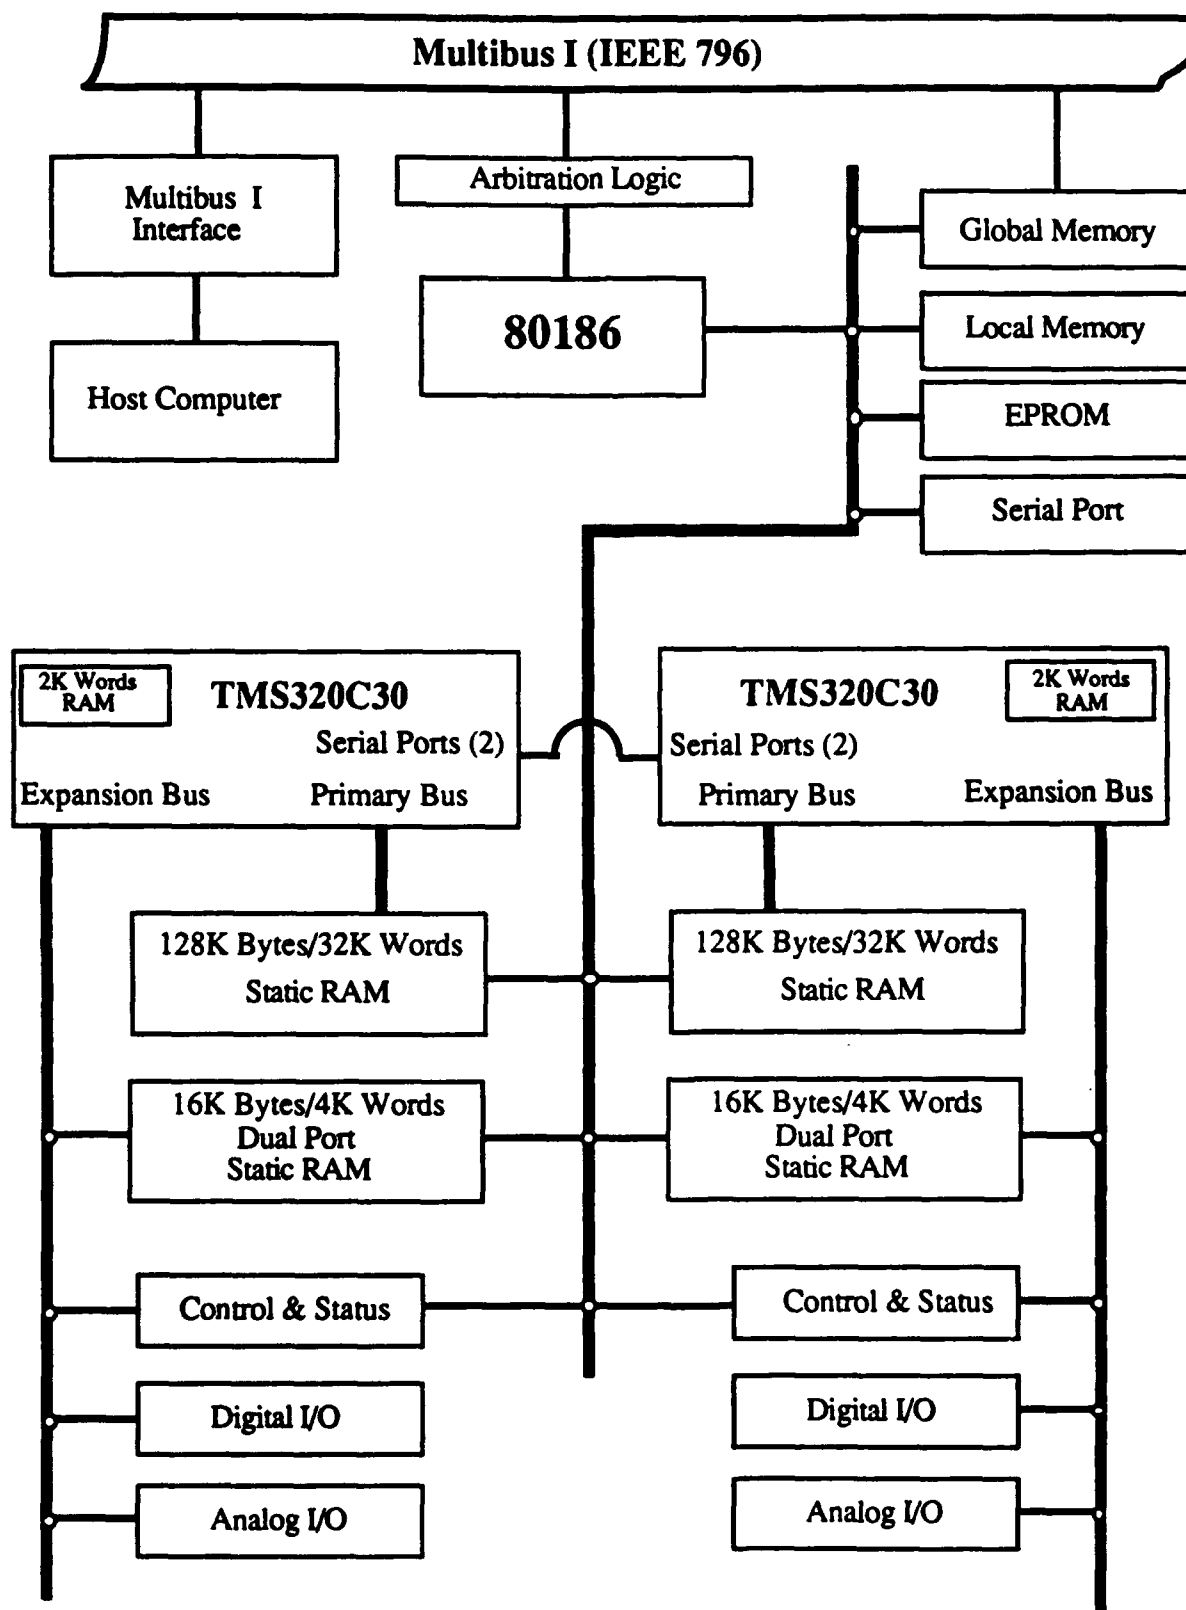 Multibus I (IEEE 796)
Multibus I
Interface
Arbitration Logic
Global Memory
80186
Local Memory
Host Computer
EPROM
Serial Port
2K Words
RAM
TMS320C30
Serial Ports (2)
Expansion Bus
Primary Bus
TMS320C30
2K Words
RAM
Serial Ports (2)
Primary Bus
Expansion Bus
128K Bytes/32K Words
Static RAM
128K Bytes/32K Words
Static RAM
16K Bytes/4K Words
Dual Port
Static RAM
16K Bytes/4K Words
Dual Port
Static RAM
Control & Status
Control & Status
Digital I/O
Digital I/O
Analog I/O
Analog I/O